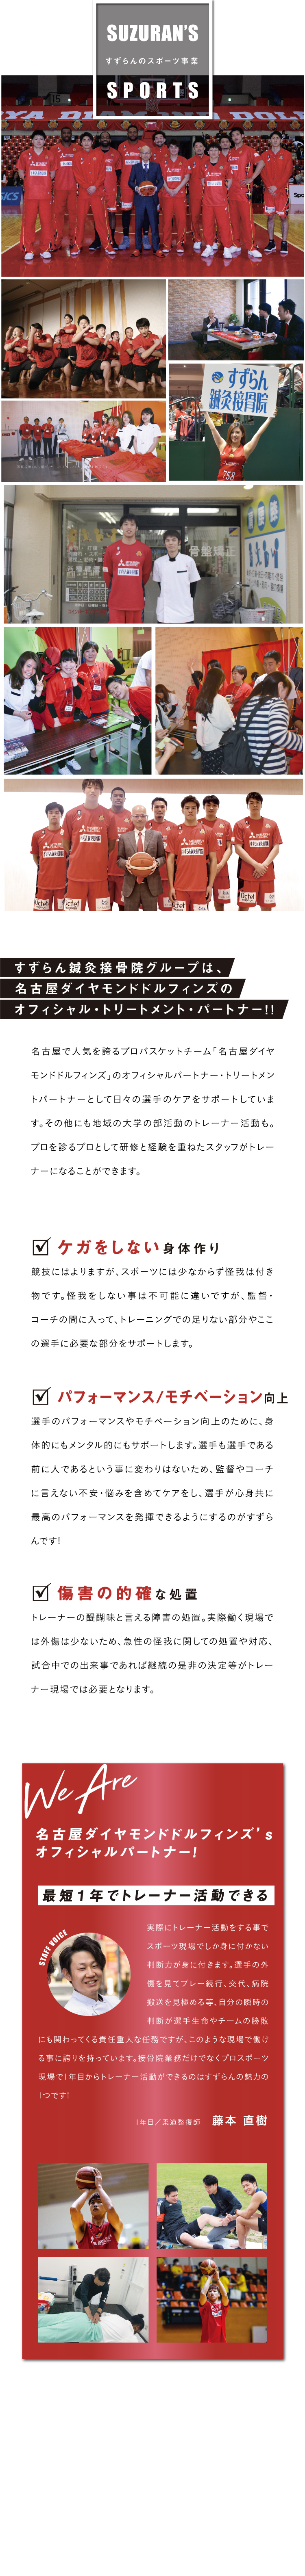 SUZURAN'S
すずらんのスポーツ事業
SPORTS
すずらん
鍼灸接骨院
758
骨盤矯正
すずらん鍼灸接骨院グループは、
名古屋ダイヤモンドドルフィンズの
オフィシャル・トリートメント・パートナー!!
名古屋で人気を誇るプロバスケットチーム「名古屋ダイヤ
モンドドルフィンズ」のオフィシャルパートナー・トリートメン
トパートナーとして日々の選手のケアをサポートしていま
す。その他にも地域の大学の部活動のトレーナー活動も。
プロを診るプロとして研修と経験を重ねたスタッフがトレー
ナーになることができます。
ケガをしない身体作り
競技にはよりますが、スポーツには少なからず怪我は付き
物です。怪我をしない事は不可能に違いですが、監督・
コーチの間に入って、トレーニングでの足りない部分やここ
の選手に必要な部分をサポートします。
パフォーマンス/モチベーション向上
選手のパフォーマンスやモチベーション向上のために、身
体的にもメンタル的にもサポートします。選手も選手である
前に人であるという事に変わりはないため、監督やコーチ
に言えない不安・悩みを含めてケアをし、選手が心身共に
最高のパフォーマンスを発揮できるようにするのがすずら
んです!
傷害の的確な処置
トレーナーの醍醐味と言える障害の処置。実際働く現場で
は外傷は少ないため、急性の怪我に関しての処置や対応、
試合中での出来事であれば継続の是非の決定等がトレー
ナー現場では必要となります。
We Are
名古屋ダイヤモンドドルフィンズ's
オフィシャルパートナー!
最短1年でトレーナー活動できる
STAFF VOICE
実際にトレーナー活動をする事で
スポーツ現場でしか身に付かない
判断力が身に付きます。選手の外
傷を見てプレー続行、交代、病院
搬送を見極める等、自分の瞬時の
判断が選手生命やチームの勝敗
にも関わってくる責任重大な任務ですが、このような現場で働け
る事に誇りを持っています。接骨院業務だけでなくプロスポーツ
現場で1年目からトレーナー活動ができるのはすずらんの魅力の
1つです!
1年目／柔道整復師 藤本 直樹